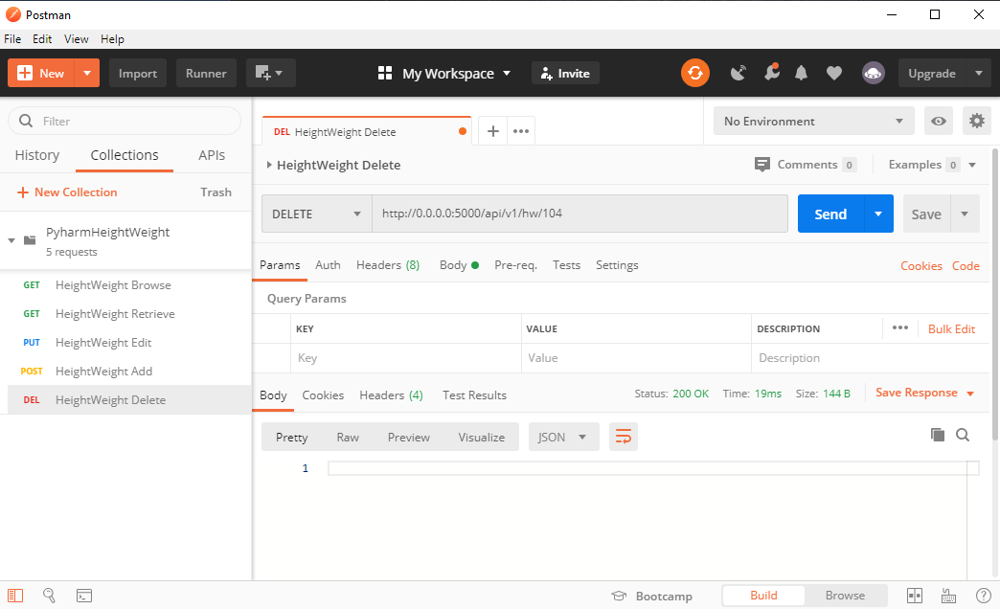 Postman
File Edit View Help
New Import Runner My Workspace Invite Upgrade
Filter
History Collections APIs
New Collection Trash
PyharmHeightWeight
5 requests
GET HeightWeight Browse
GET HeightWeight Retrieve
PUT HeightWeight Edit
POST HeightWeight Add
DEL HeightWeight Delete
DEL HeightWeight Delete No Environment
HeightWeight Delete Comments 0 Examples 0
DELETE http://0.0.0.0:5000/api/v1/hw/104 Send Save
Params Auth Headers (8) Body Pre-req. Tests Settings Cookies Code
Query Params
KEY VALUE DESCRIPTION Bulk Edit
Key Value Description
Body Cookies Headers (4) Test Results Status: 200 OK Time: 19ms Size: 144 B Save Response
Pretty Raw Preview Visualize JSON
1
Bootcamp Build Browse